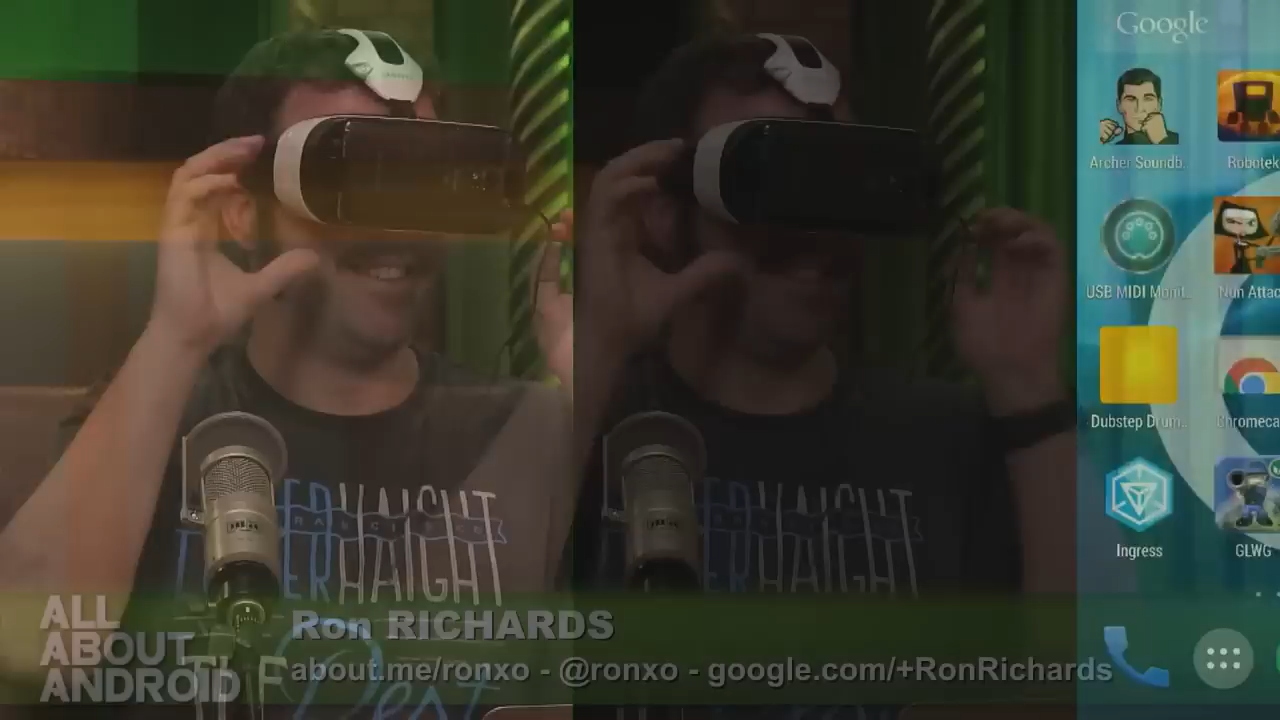 Google
Archer Soundb..
Robotek
USB MIDI Monit..
Nun Attac
Dubstep Drum..
Chromeca
Ingress
GLWG
HAIGHT
HAIGHT
Ron RICHARDS
about.me/ronxo - @ronxo - google.com/+RonRichards
ALL
ABOUT
ANDROID